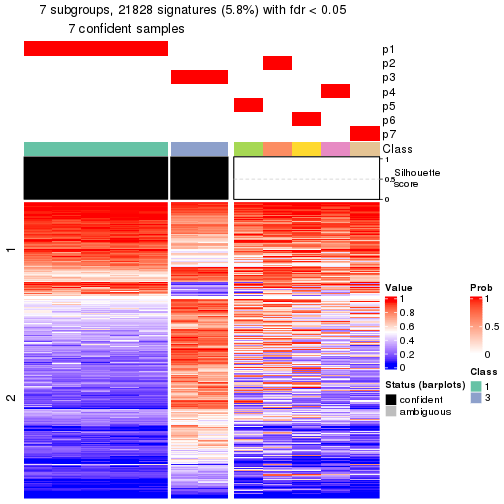 7 subgroups, 21828 signatures (5.8%) with fdr < 0.05
7 confident samples
p1
p2
p3
p4
p5
p6
p7
Class
1
0.5
0
Silhouette
score
1
2
Value
1
0.8
0.6
0.4
0.2
0
Prob
1
0.5
0
Status (barplots)
confident
ambiguous
Class
1
3